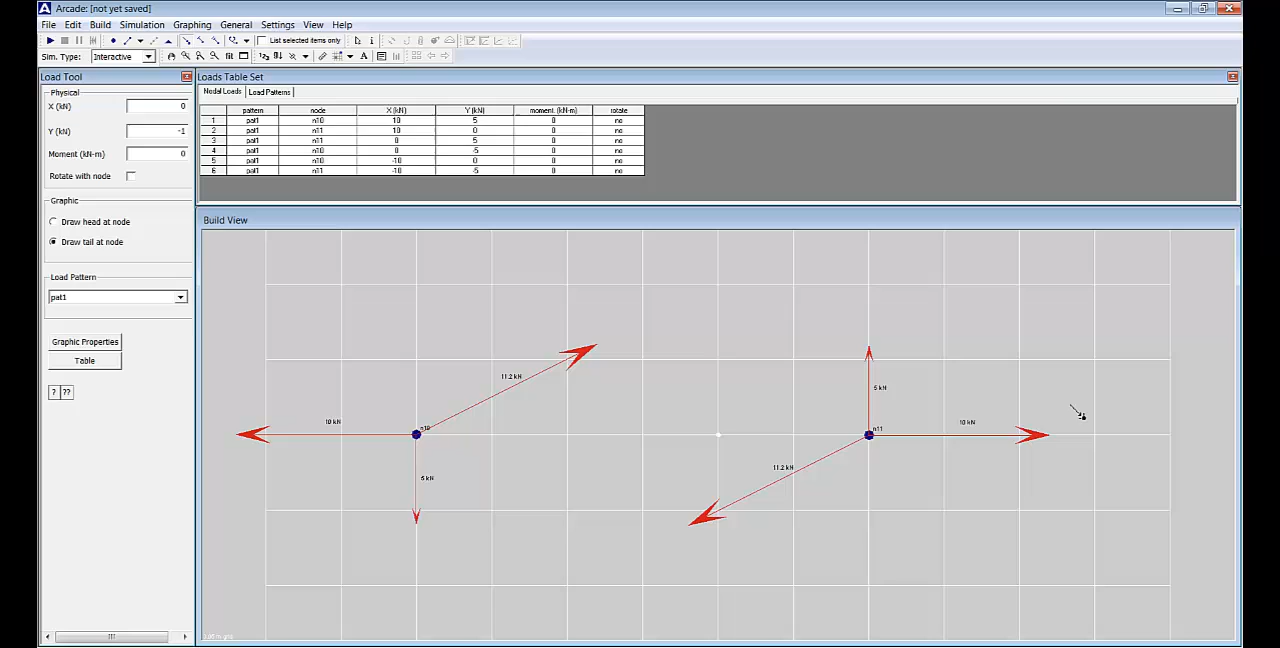 Arcade: [not yet saved]
File Edit Build Simulation Graphing General Settings View Help
List selected items only
Sim. Type: Interactive
Load Tool
Physical
X (kN) 0
Y (kN) -1
Moment (kN-m) 0
Rotate with node
Graphic
Draw head at node
Draw tail at node
Load Pattern
pat1
Graphic Properties
Table
? ??
Loads Table Set
Nodal Loads Load Patterns
pattern node X (kN) Y (kN) moment. (kN-m) rotate
1 pat1 n10 10 5 0 no
2 pat1 n11 10 0 0 no
3 pat1 n11 0 5 0 no
4 pat1 n10 0 -5 0 no
5 pat1 n10 -10 0 0 no
6 pat1 n11 -10 -5 0 no
Build View
11.2 kN
10 kN
n10
5 kN
5 kN
10 kN
n11
11.2 kN